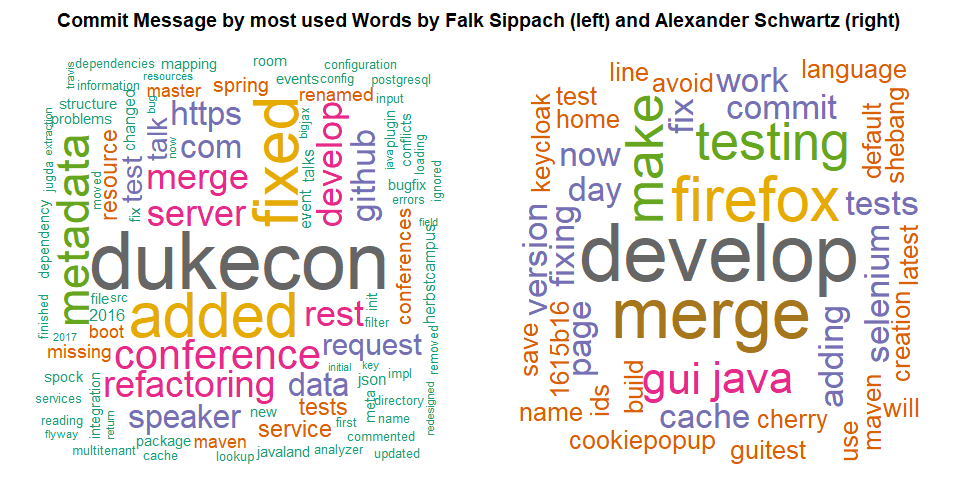 Commit Message by most used Words by Falk Sippach (left) and Alexander Schwartz (right)
travis
dependencies
mapping
room
configuration
resources
information
master
spring
events
config
postgresql
structure
problems
bug
https
renamed
input
changed
talk
now
com
fixed
develop
github
big
jax
javaplugin
conflicts
loading
jugda
extraction
metadata
moved
resource
test
fix
merge
server
event
talks
bugfix
errors
ignored
dependency
dukecon
conferences
field
herbstcampus
finished
file
src
2016
2017
boot
missing
added
rest
init
filter
request
removed
conference
refactoring
initial
key
spock
services
integration
data
json
impl
meta
directory
redesigned
reading
flyway
return
speaker
new
tests
first
name
service
commented
multitenant
package
cache
maven
lookup
javaland
analyzer
updated
line
avoid
work
language
test
home
keycloak
make
fix
commit
default
shebang
now
testing
day
firefox
tests
version
fixing
develop
selenium
latest
save
1615b16
page
merge
adding
creation
name
ids
build
gui
java
cache
cherry
use
maven
will
cookiepopup
guitest